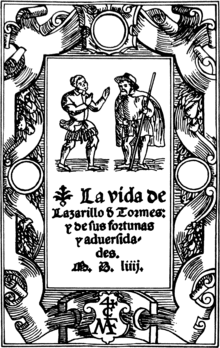 La vida de
Lazarillo đ Tormes:
y de ſus fortunas
y aduerſida-
des.
M. D. liiij.